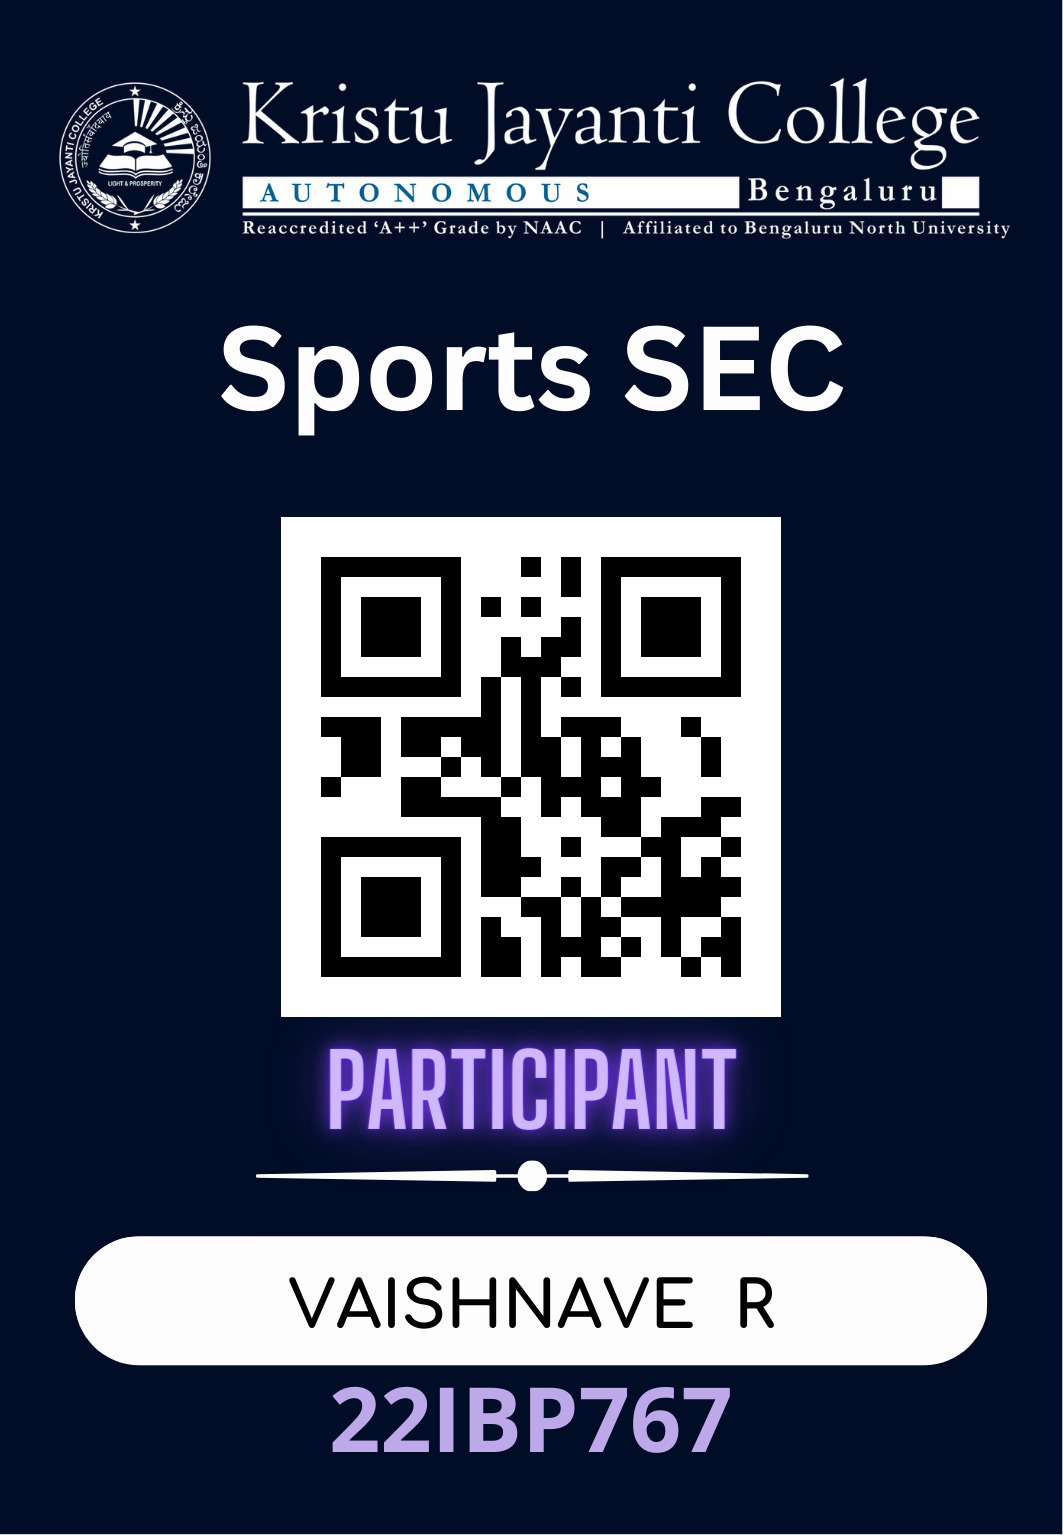 KRISTU JAYANTI COLLEGE
ಕ್ರಿಸ್ತು ಜಯಂತಿ ಕಾಲೇಜು
LIGHT & PROSPERITY
Kristu Jayanti College
AUTONOMOUS Bengaluru
Reaccredited ‘A++’ Grade by NAAC | Affiliated to Bengaluru North University
Sports SEC
PARTICIPANT
VAISHNAVE R
22IBP767